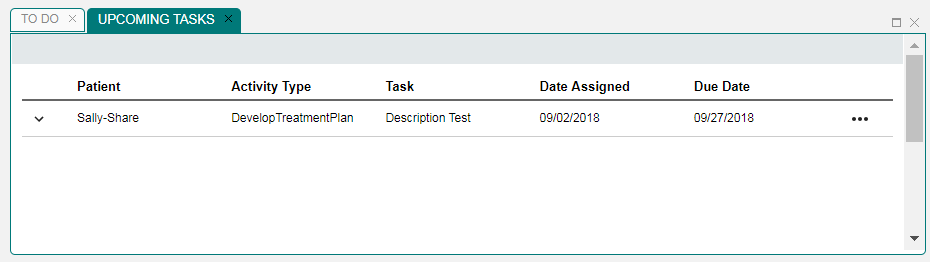 TO DO
UPCOMING TASKS
Patient Activity Type Task Date Assigned Due Date
Sally-Share DevelopTreatmentPlan Description Test 09/02/2018 09/27/2018